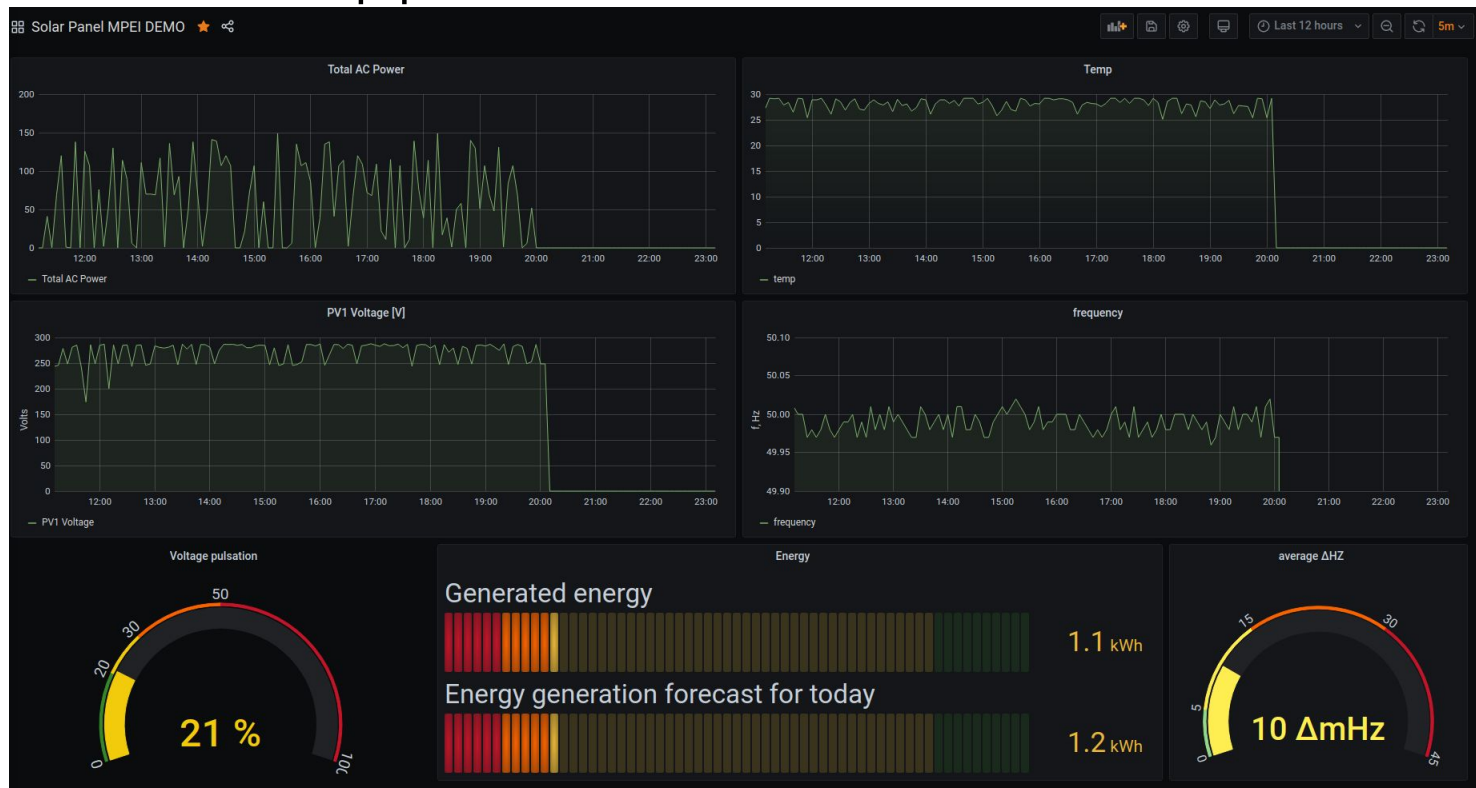 Solar Panel MPEI DEMO
Last 12 hours
5m
Total AC Power
200
150
100
50
0
12:00 13:00 14:00 15:00 16:00 17:00 18:00 19:00 20:00 21:00 22:00 23:00
Total AC Power
Temp
30
25
20
15
10
5
0
12:00 13:00 14:00 15:00 16:00 17:00 18:00 19:00 20:00 21:00 22:00 23:00
temp
PV1 Voltage [V]
Volts
300
250
200
150
100
50
0
12:00 13:00 14:00 15:00 16:00 17:00 18:00 19:00 20:00 21:00 22:00 23:00
PV1 Voltage
frequency
f,Hz
50.10
50.05
50.00
49.95
49.90
12:00 13:00 14:00 15:00 16:00 17:00 18:00 19:00 20:00 21:00 22:00 23:00
frequency
Voltage pulsation
0
20
30
50
100
21 %
Energy
Generated energy
1.1 kWh
Energy generation forecast for today
1.2 kWh
average ΔHZ
0
5
15
30
45
10 ΔmHz